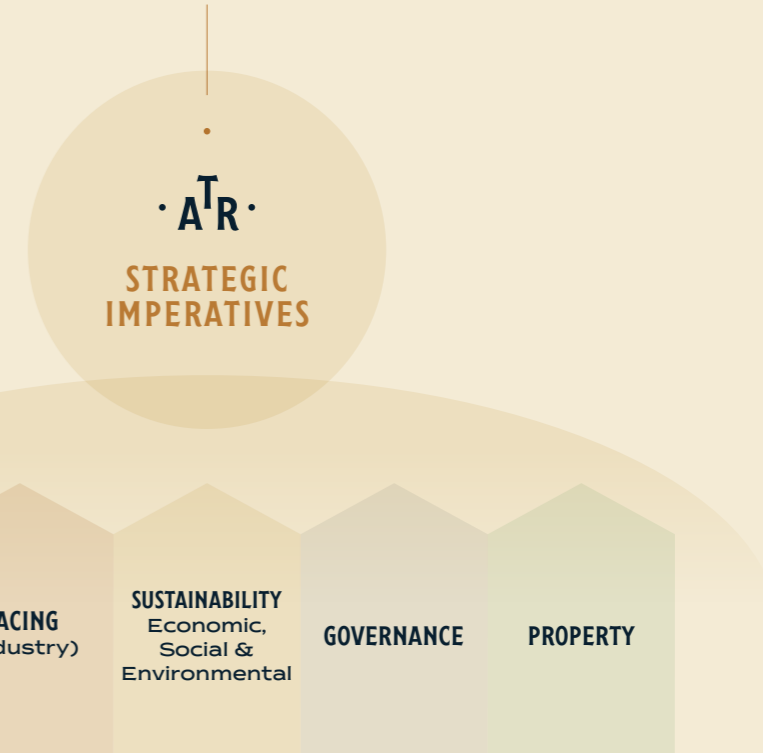 · ATR ·
STRATEGIC
IMPERATIVES
ACING
dustry)
SUSTAINABILITY
Economic,
Social &
Environmental
GOVERNANCE
PROPERTY